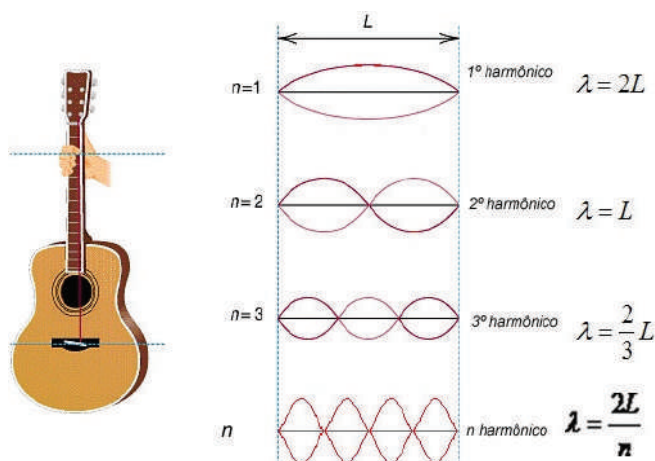 L
n=1
1º harmônico
λ = 2L
n=2
2º harmônico
λ = L
n=3
3º harmônico
λ = 2/3 L
n
n harmônico
λ = 2L/n